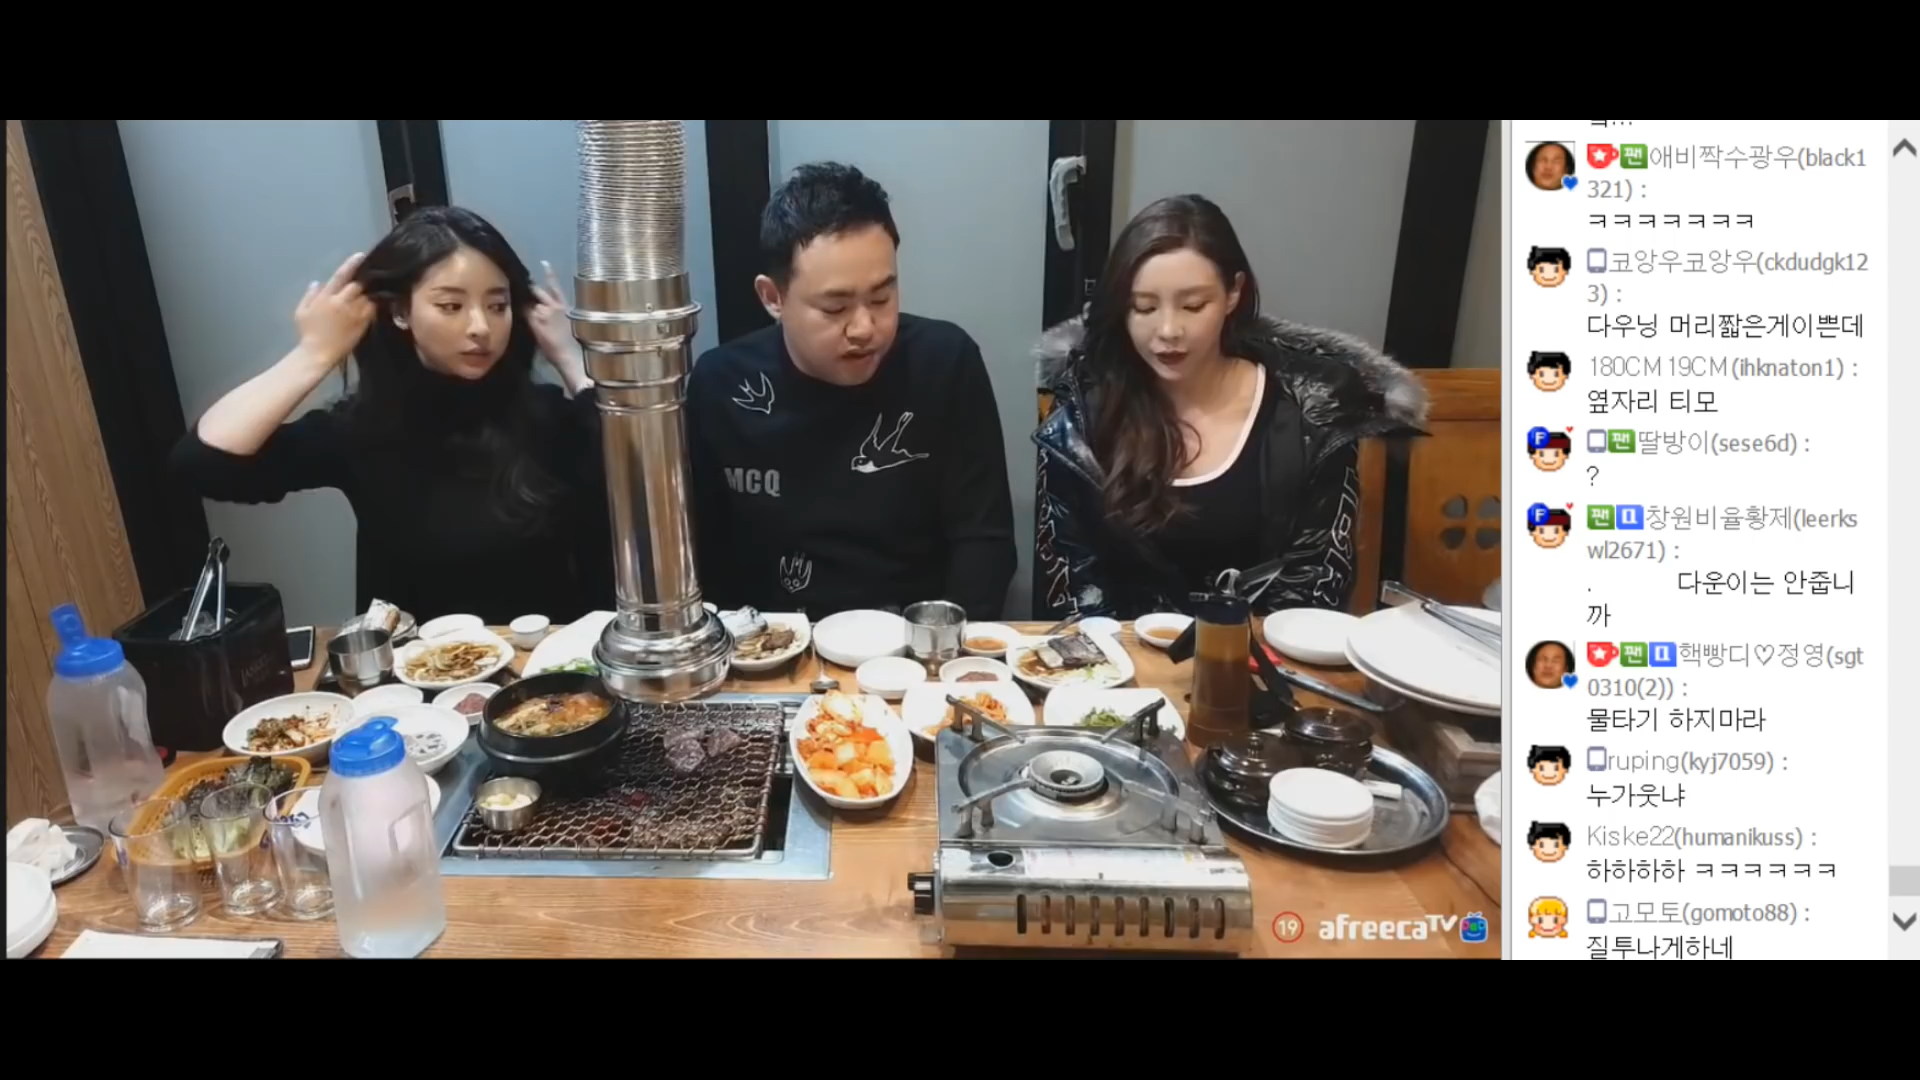 MCQ
19 afreecaTV
팬 애비짝수광우(black1
321) :
ㅋㅋㅋㅋㅋㅋㅋ
코앙우코앙우(ckdudgk12
3) :
다우닝 머리짧은게이쁜데
180CM 19CM(ihknaton1) :
옆자리 티모
팬 딸방이(sese6d) :
?
팬 창원비율황제(leerks
wl2671) :
. 다운이는 안줍니
까
팬 핵빵디♡정영(sgt
0310(2)) :
물타기 하지마라
ruping(kyj7059) :
누가웃냐
Kiske22(humanikuss) :
하하하하 ㅋㅋㅋㅋㅋㅋ
고모토(gomoto88) :
질투나게하네